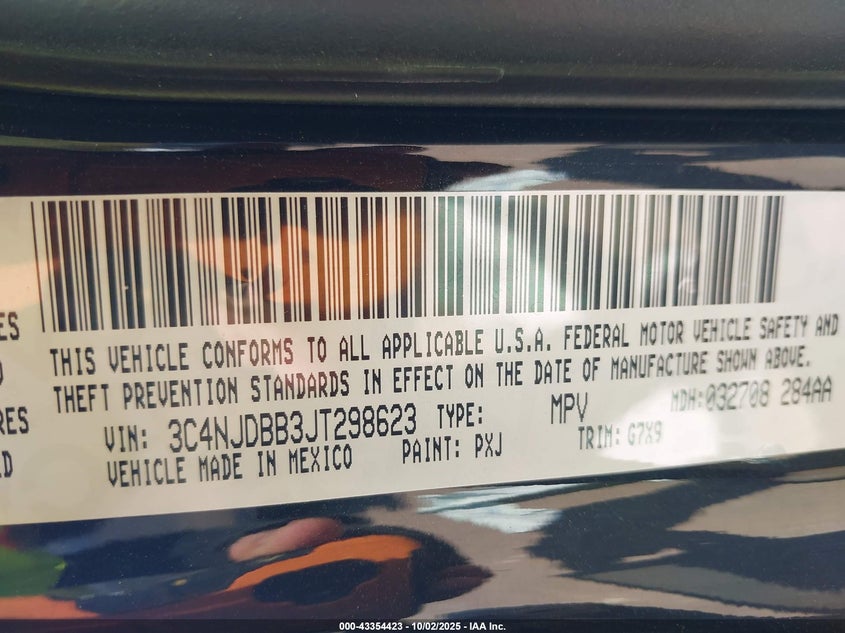 ES
RES
D
THIS VEHICLE CONFORMS TO ALL APPLICABLE U.S.A. FEDERAL MOTOR VEHICLE SAFETY AND
THEFT PREVENTION STANDARDS IN EFFECT ON THE DATE OF MANUFACTURE SHOWN ABOVE.
VIN: 3C4NJDBB3JT298623 TYPE: MPV MDH:032708 284AA
VEHICLE MADE IN MEXICO PAINT: PXJ TRIM: G7X9
000-43354423 - 10/02/2025 - IAA Inc.